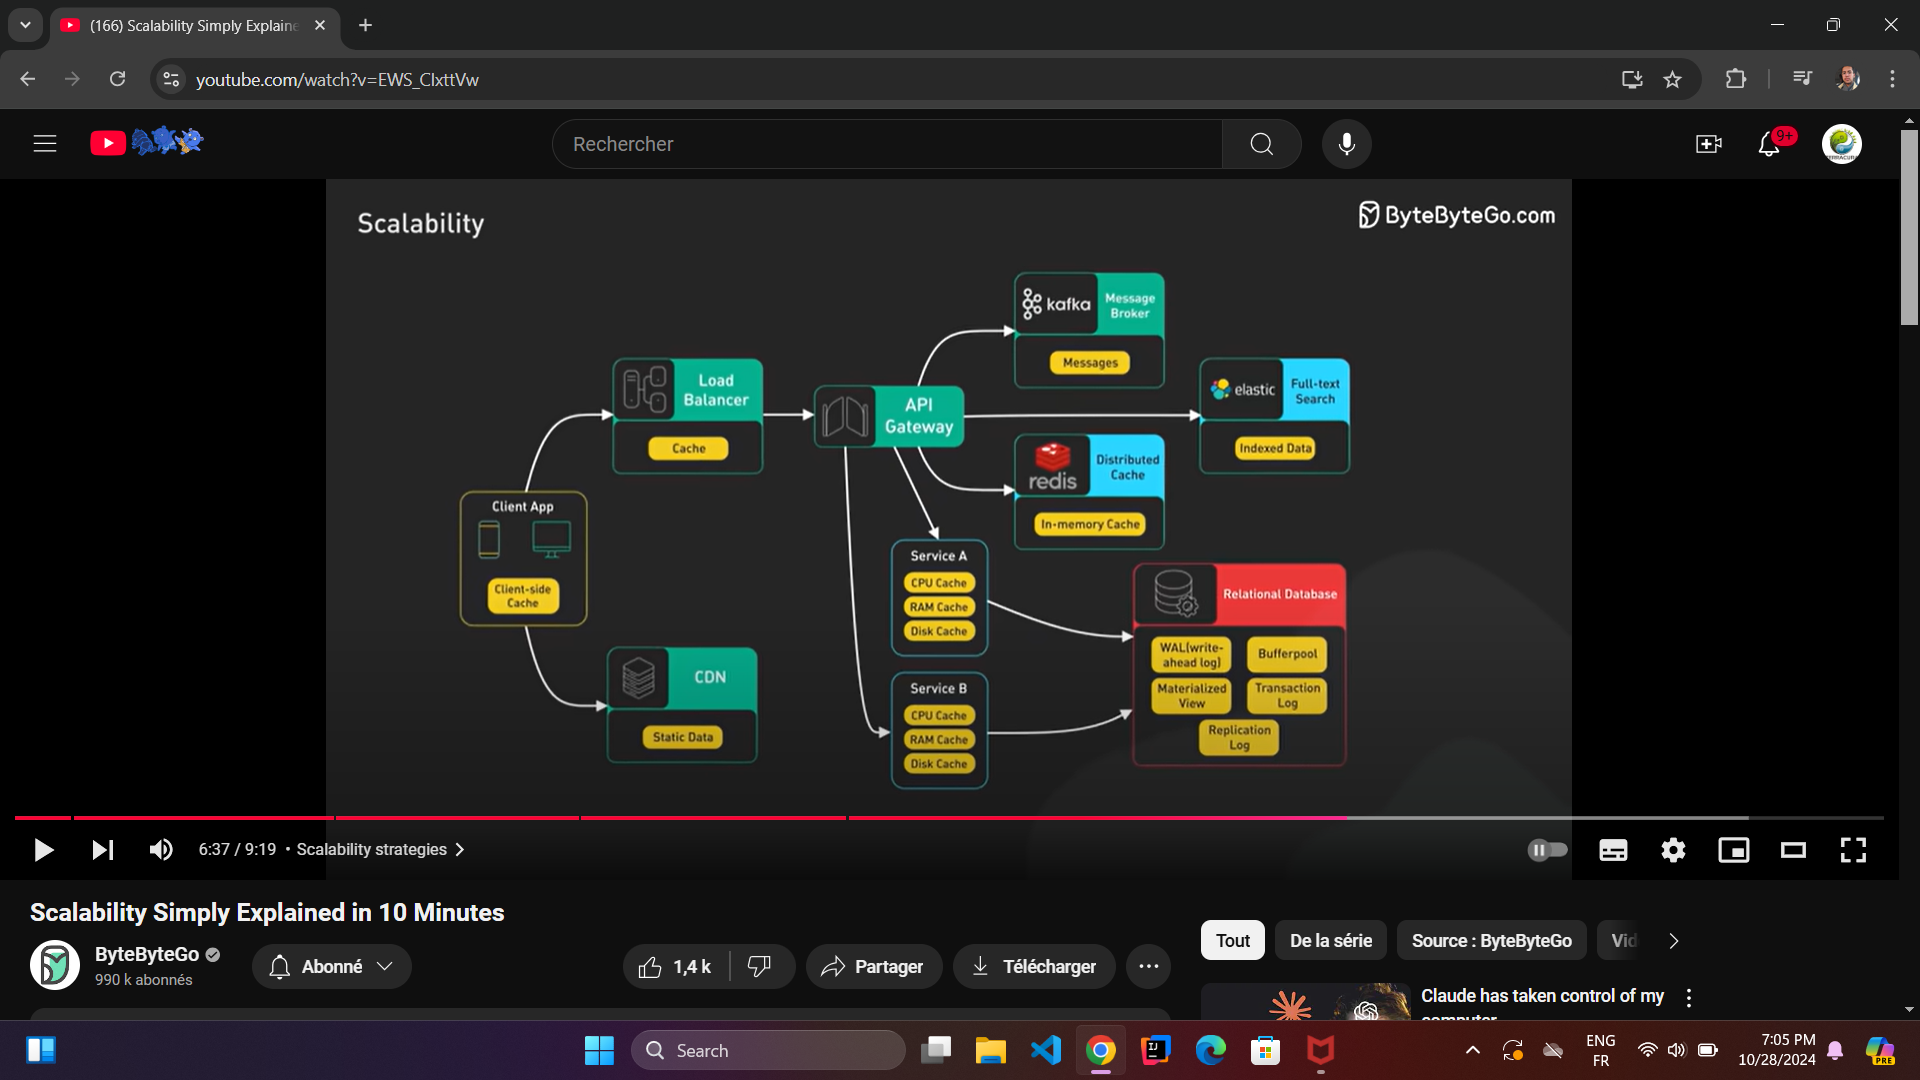 (166) Scalability Simply Explaine
youtube.com/watch?v=EWS_ClxttVw
Rechercher
9+
Scalability
ByteByteGo.com
kafka
Message
Broker
Messages
Load
Balancer
Cache
API
Gateway
elastic
Full-text
Search
Indexed Data
redis
Distributed
Cache
In-memory Cache
Client App
Client-side
Cache
Service A
CPU Cache
RAM Cache
Disk Cache
Relational Database
WAL(write-
ahead log)
Bufferpool
Materialized
View
Transaction
Log
Replication
Log
CDN
Static Data
Service B
CPU Cache
RAM Cache
Disk Cache
6:37 / 9:19 • Scalability strategies
Scalability Simply Explained in 10 Minutes
ByteByteGo
990 k abonnés
Abonné
1,4 k
Partager
Télécharger
Tout
De la série
Source : ByteByteGo
Vid
Claude has taken control of my
Search
ENG
FR
7:05 PM
10/28/2024
PRE